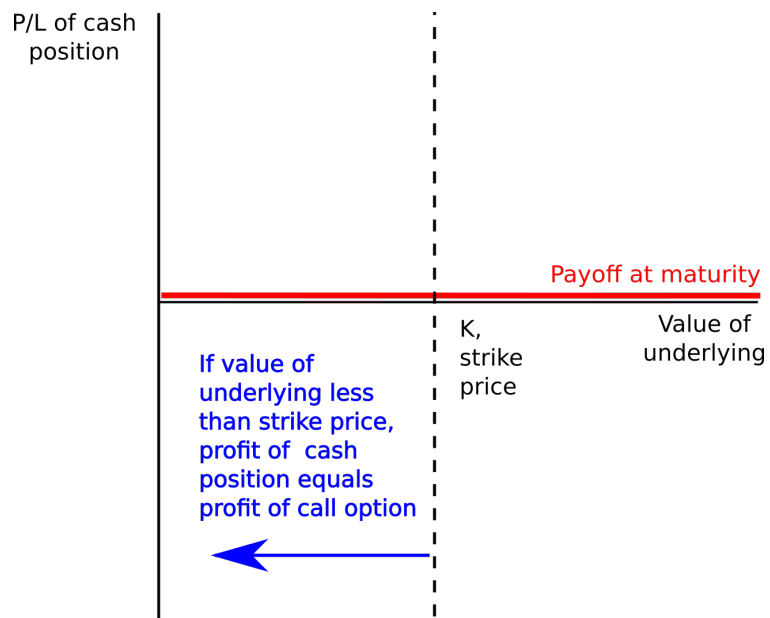 P/L of cash
position
Payoff at maturity
K,
strike
price
Value of
underlying
If value of
underlying less
than strike price,
profit of  cash
position equals
profit of call option